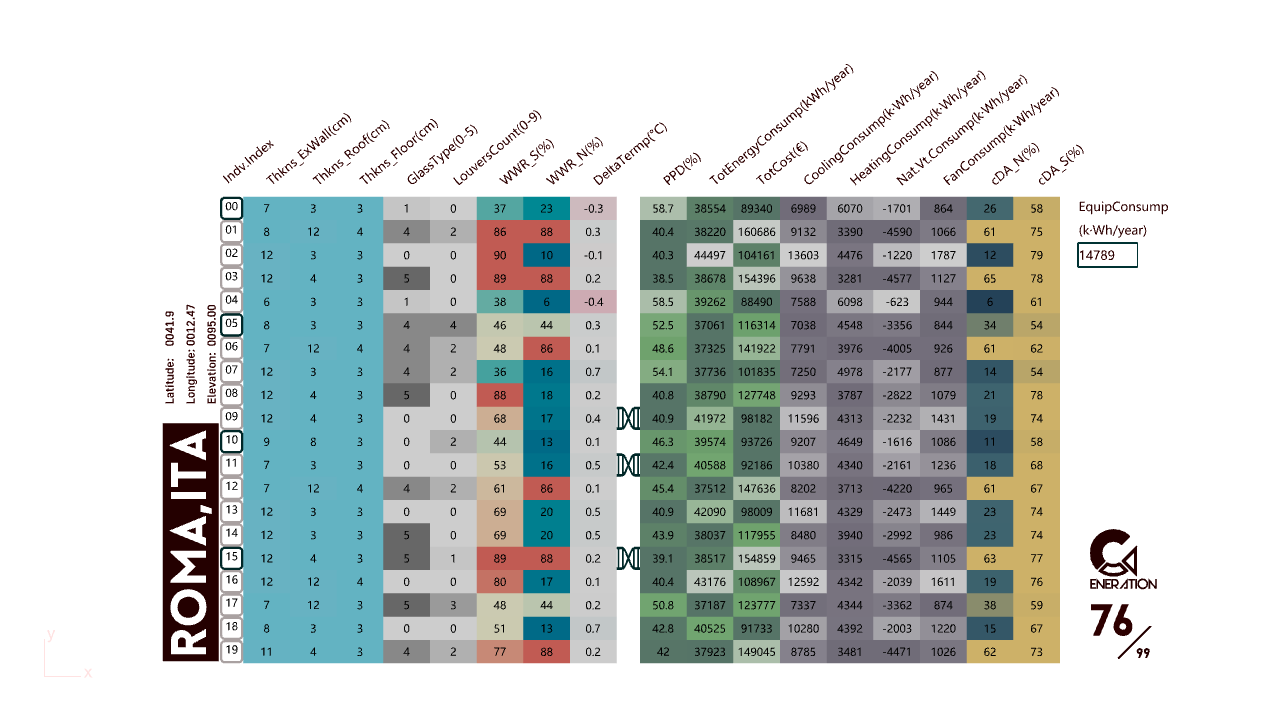 Indv.Index Thkns_ExWall(cm) Thkns_Roof(cm) Thkns_Floor(cm) GlassType(0-5) LouversCount(0-9) WWR_S(%) WWR_N(%) DeltaTermp(°C) PPD(%) TotEnergyConsump(kWh/year) TotCost(€) CoolingConsump(k·Wh/year) HeatingConsump(k·Wh/year) Nat.Vt.Consump(k·Wh/year) FanConsump(k·Wh/year) cDA_N(%) cDA_S(%)
00 7 3 3 1 0 37 23 -0.3 58.7 38554 89340 6989 6070 -1701 864 26 58
01 8 12 4 4 2 86 88 0.3 40.4 38220 160686 9132 3390 -4590 1066 61 75
02 12 3 3 0 0 90 10 -0.1 40.3 44497 104161 13603 4476 -1220 1787 12 79
03 12 4 3 5 0 89 88 0.2 38.5 38678 154396 9638 3281 -4577 1127 65 78
04 6 3 3 1 0 38 6 -0.4 58.5 39262 88490 7588 6098 -623 944 6 61
05 8 3 3 4 4 46 44 0.3 52.5 37061 116314 7038 4548 -3356 844 34 54
06 7 12 4 4 2 48 86 0.1 48.6 37325 141922 7791 3976 -4005 926 61 62
07 12 3 3 4 2 36 16 0.7 54.1 37736 101835 7250 4978 -2177 877 14 54
08 12 4 3 5 0 88 18 0.2 40.8 38790 127748 9293 3787 -2822 1079 21 78
09 12 4 3 0 0 68 17 0.4 40.9 41972 98182 11596 4313 -2232 1431 19 74
10 9 8 3 0 2 44 13 0.1 46.3 39574 93726 9207 4649 -1616 1086 11 58
11 7 3 3 0 0 53 16 0.5 42.4 40588 92186 10380 4340 -2161 1236 18 68
12 7 12 4 4 2 61 86 0.1 45.4 37512 147636 8202 3713 -4220 965 61 67
13 12 3 3 0 0 69 20 0.5 40.9 42090 98009 11681 4329 -2473 1449 23 74
14 12 3 3 5 0 69 20 0.5 43.9 38037 117955 8480 3940 -2992 986 23 74
15 12 4 3 5 1 89 88 0.2 39.1 38517 154859 9465 3315 -4565 1105 63 77
16 12 12 4 0 0 80 17 0.1 40.4 43176 108967 12592 4342 -2039 1611 19 76
17 7 12 3 5 3 48 44 0.2 50.8 37187 123777 7337 4344 -3362 874 38 59
18 8 3 3 0 0 51 13 0.7 42.8 40525 91733 10280 4392 -2003 1220 15 67
19 11 4 3 4 2 77 88 0.2 42 37923 149045 8785 3481 -4471 1026 62 73
EquipConsump
(k·Wh/year)
14789
Latitude: 0041.9
Longitude: 0012.47
Elevation: 0095.00
ROMA,ITA
GENERATION
76/99
y
x